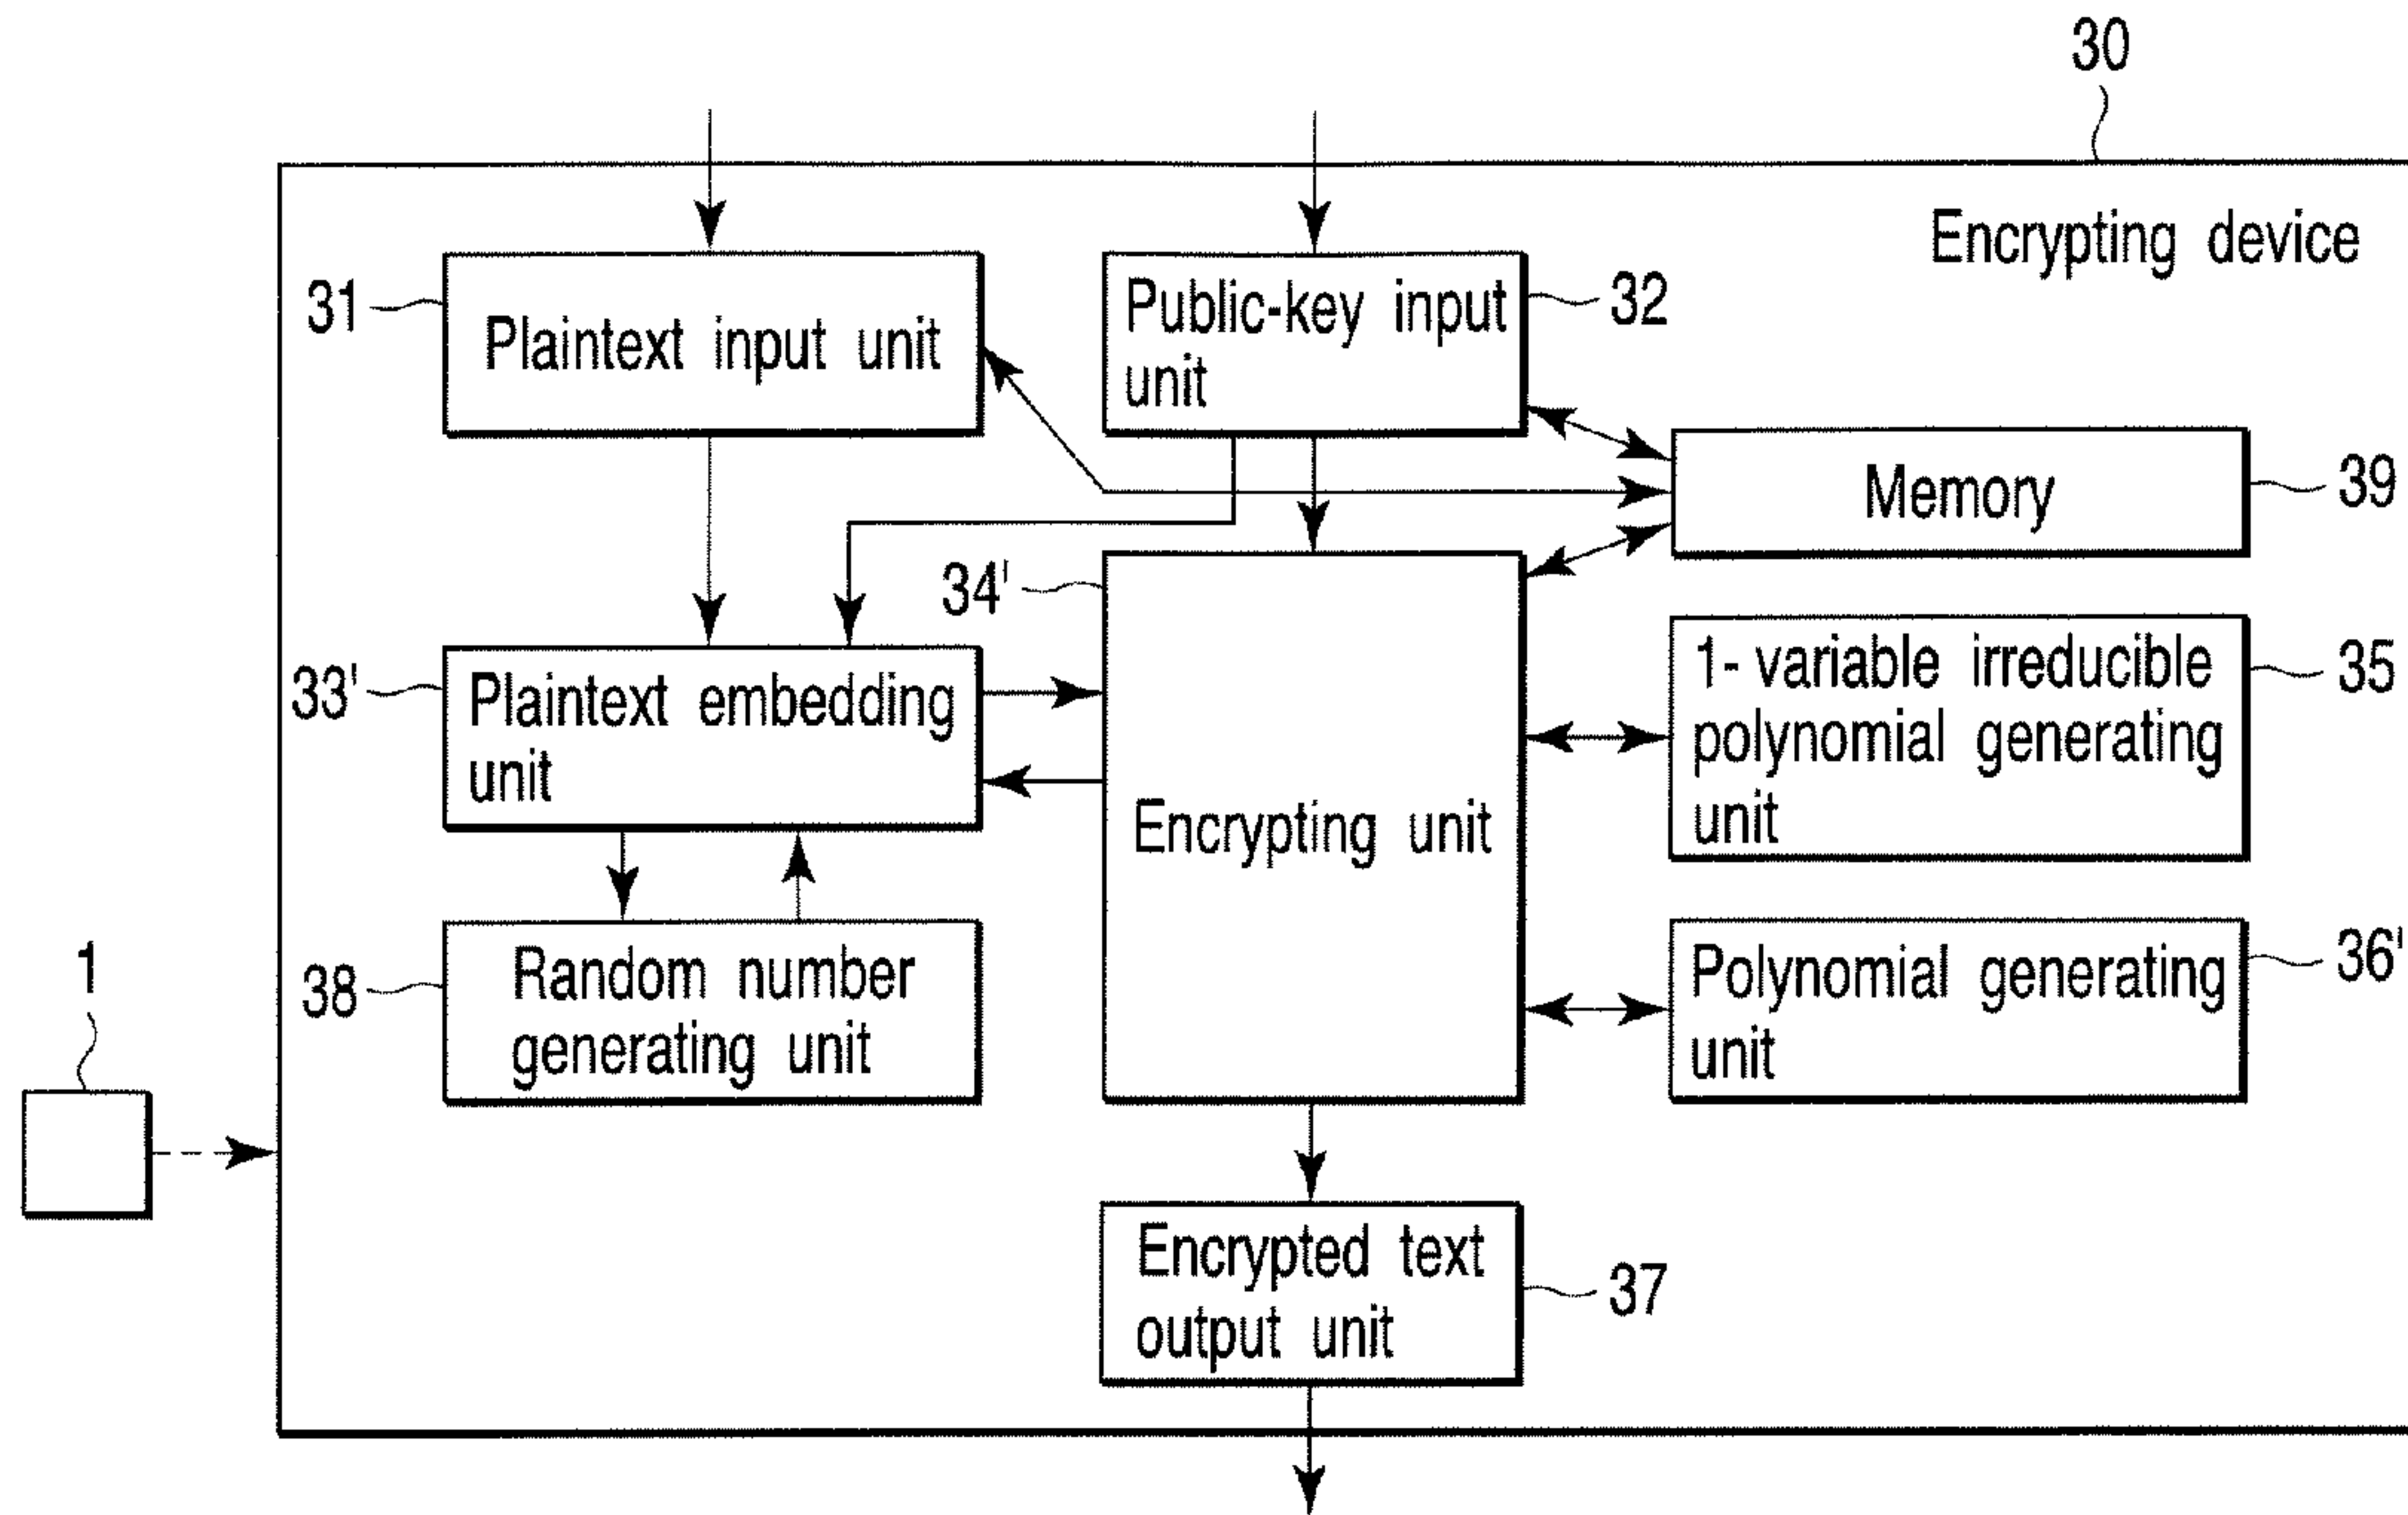 30
Encrypting device
31
Plaintext input unit
Public-key input
unit
32
Memory
39
34'
33'
Plaintext embedding
unit
Encrypting unit
1- variable irreducible
polynomial generating
unit
35
1
38
Random number
generating unit
Polynomial generating
unit
36'
Encrypted text
output unit
37